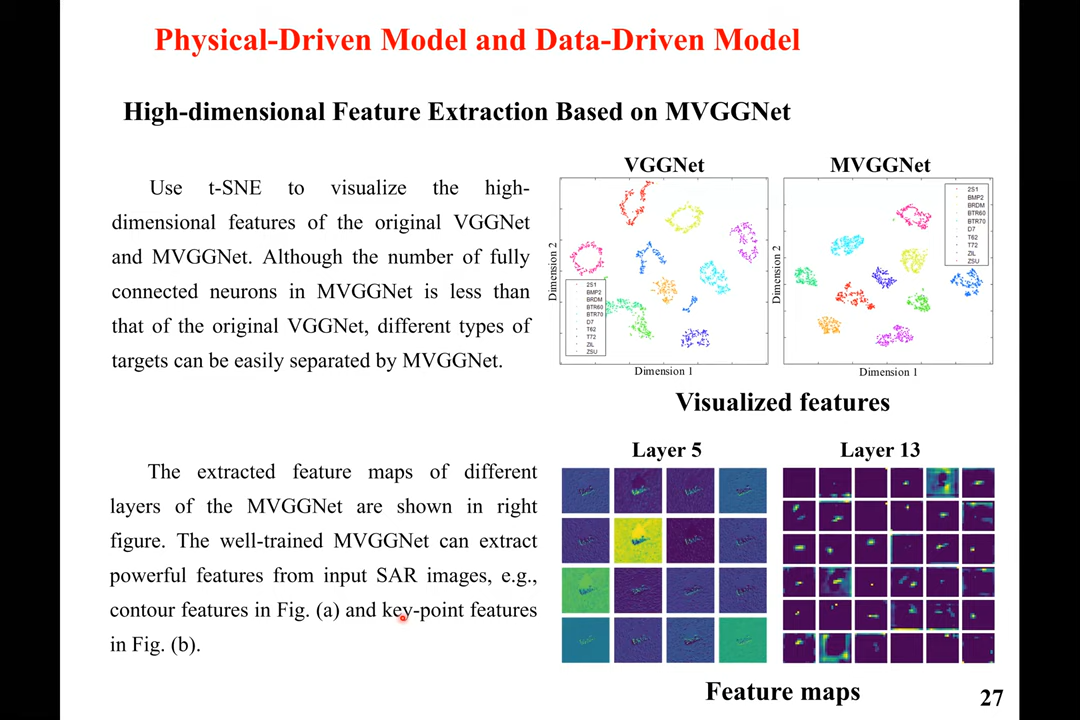 Physical-Driven Model and Data-Driven Model
High-dimensional Feature Extraction Based on MVGGNet
Use t-SNE to visualize the high-
dimensional features of the original VGGNet
and MVGGNet. Although the number of fully
connected neurons in MVGGNet is less than
that of the original VGGNet, different types of
targets can be easily separated by MVGGNet.
VGGNet
Dimension 2
2S1
BMP2
BRDM
BTR60
BTR70
D7
T62
T72
ZIL
ZSU
Dimension 1
MVGGNet
Dimension 2
2S1
BMP2
BRDM
BTR60
BTR70
D7
T62
T72
ZIL
ZSU
Dimension 1
Visualized features
The extracted feature maps of different
layers of the MVGGNet are shown in right
figure. The well-trained MVGGNet can extract
powerful features from input SAR images, e.g.,
contour features in Fig. (a) and key-point features
in Fig. (b).
Layer 5
Layer 13
Feature maps
27